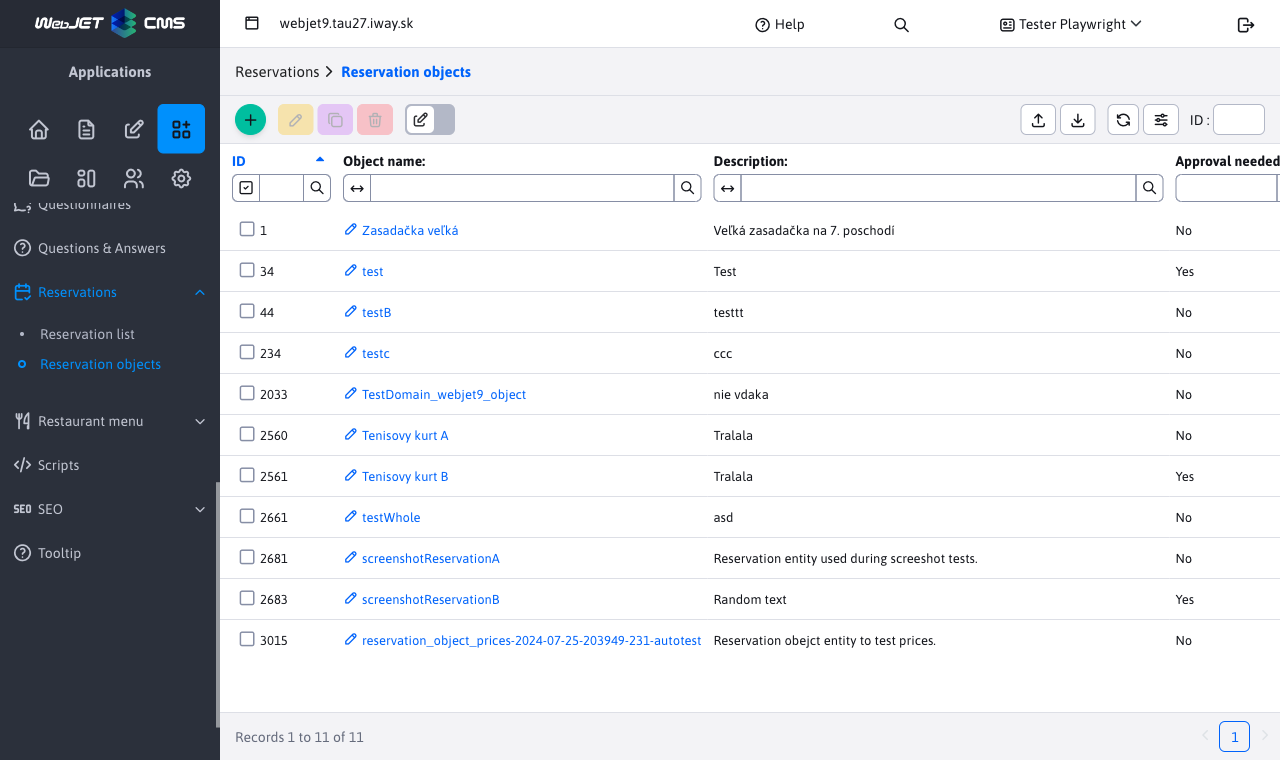 WebJET CMS
webjet9.tau27.iway.sk
Help
Tester Playwright
Applications
Reservations
Reservation objects
ID :
Questionnaires
Questions & Answers
Reservations
Reservation list
Reservation objects
Restaurant menu
Scripts
SEO SEO
Tooltip
ID Object name: Description: Approval needed
1 Zasadačka veľká Veľká zasadačka na 7. poschodí No
34 test Test Yes
44 testB testtt No
234 testc ccc No
2033 TestDomain_webjet9_object nie vdaka No
2560 Tenisovy kurt A Tralala No
2561 Tenisovy kurt B Tralala Yes
2661 testWhole asd No
2681 screenshotReservationA Reservation entity used during screeshot tests. No
2683 screenshotReservationB Random text Yes
3015 reservation_object_prices-2024-07-25-203949-231-autotest Reservation obejct entity to test prices. No
Records 1 to 11 of 11
1